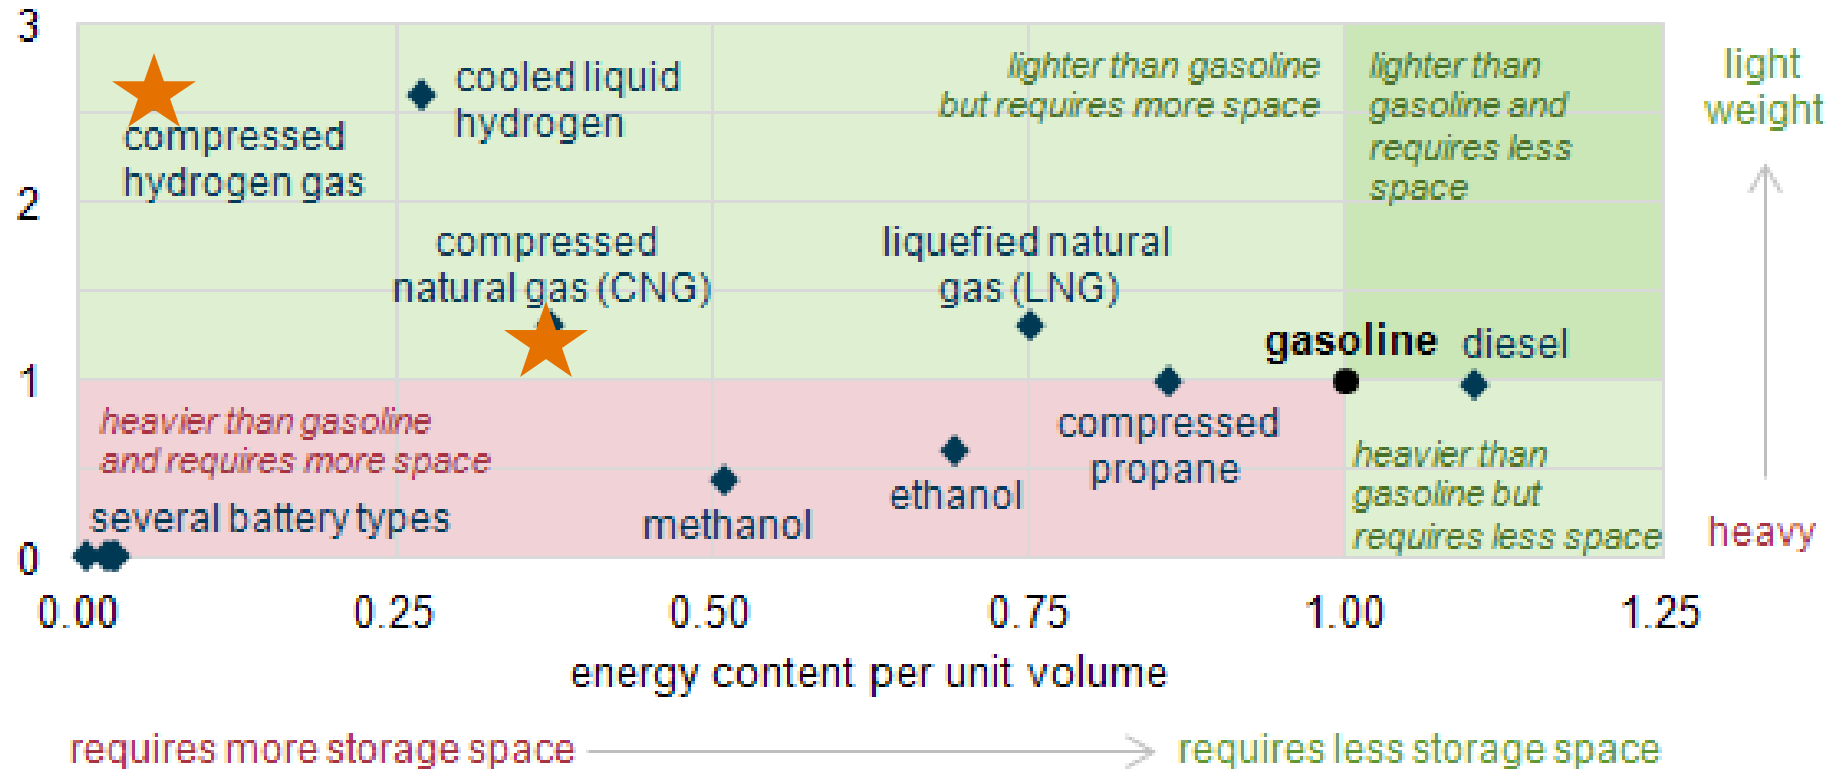 3
2
1
0
cooled liquid
hydrogen
compressed
hydrogen gas
lighter than gasoline
but requires more space
lighter than
gasoline and
requires less
space
light
weight
compressed
natural gas (CNG)
liquefied natural
gas (LNG)
gasoline
diesel
heavier than gasoline
and requires more space
compressed
propane
ethanol
methanol
several battery types
heavier than
gasoline but
requires less space
heavy
0.00 0.25 0.50 0.75 1.00 1.25
energy content per unit volume
requires more storage space
requires less storage space